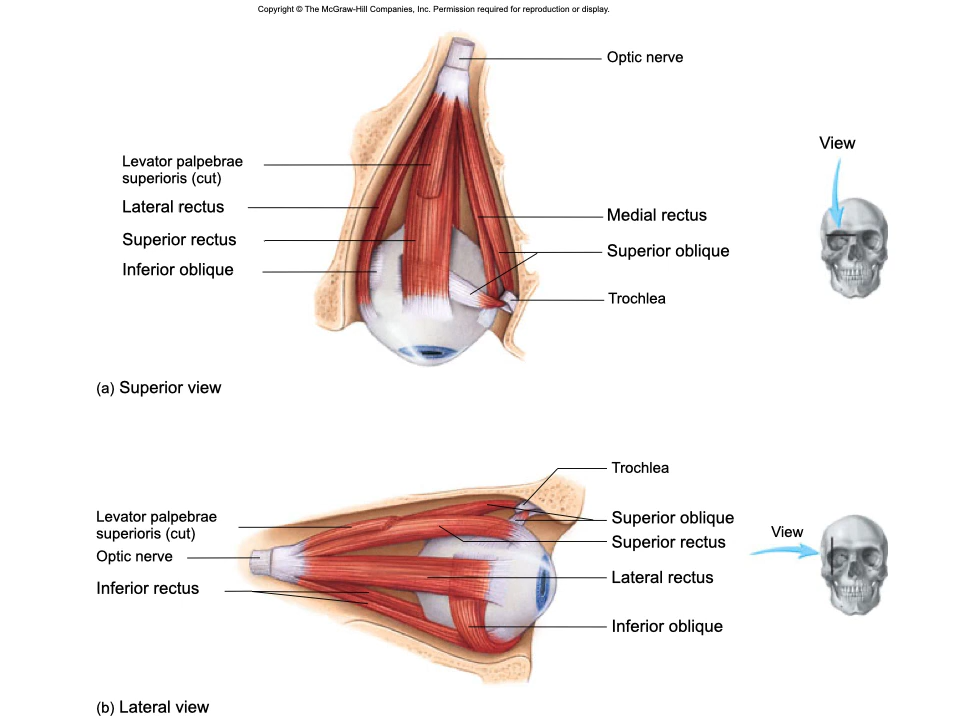 Copyright © The McGraw-Hill Companies, Inc. Permission required for reproduction or display.
Optic nerve
Levator palpebrae
superioris (cut)
Lateral rectus
Superior rectus
Inferior oblique
Medial rectus
Superior oblique
Trochlea
View
(a) Superior view
Trochlea
Levator palpebrae
superioris (cut)
Optic nerve
Inferior rectus
Superior oblique
Superior rectus
Lateral rectus
Inferior oblique
View
(b) Lateral view